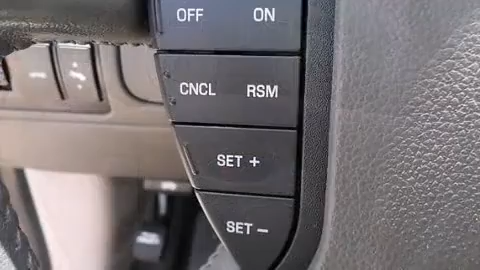 OFF ON
CNCL RSM
SET +
SET -